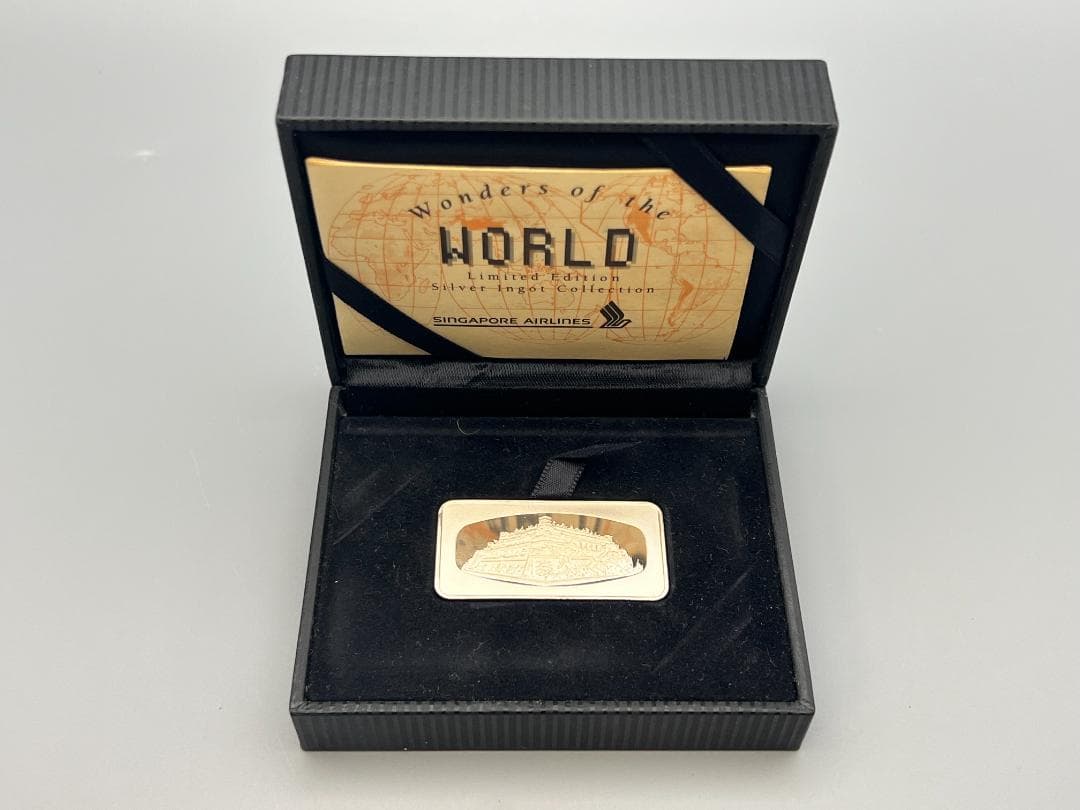 Wonders of the
WORLD
Limited Edition
Silver Ingot Collection
SINGAPORE AIRLINES